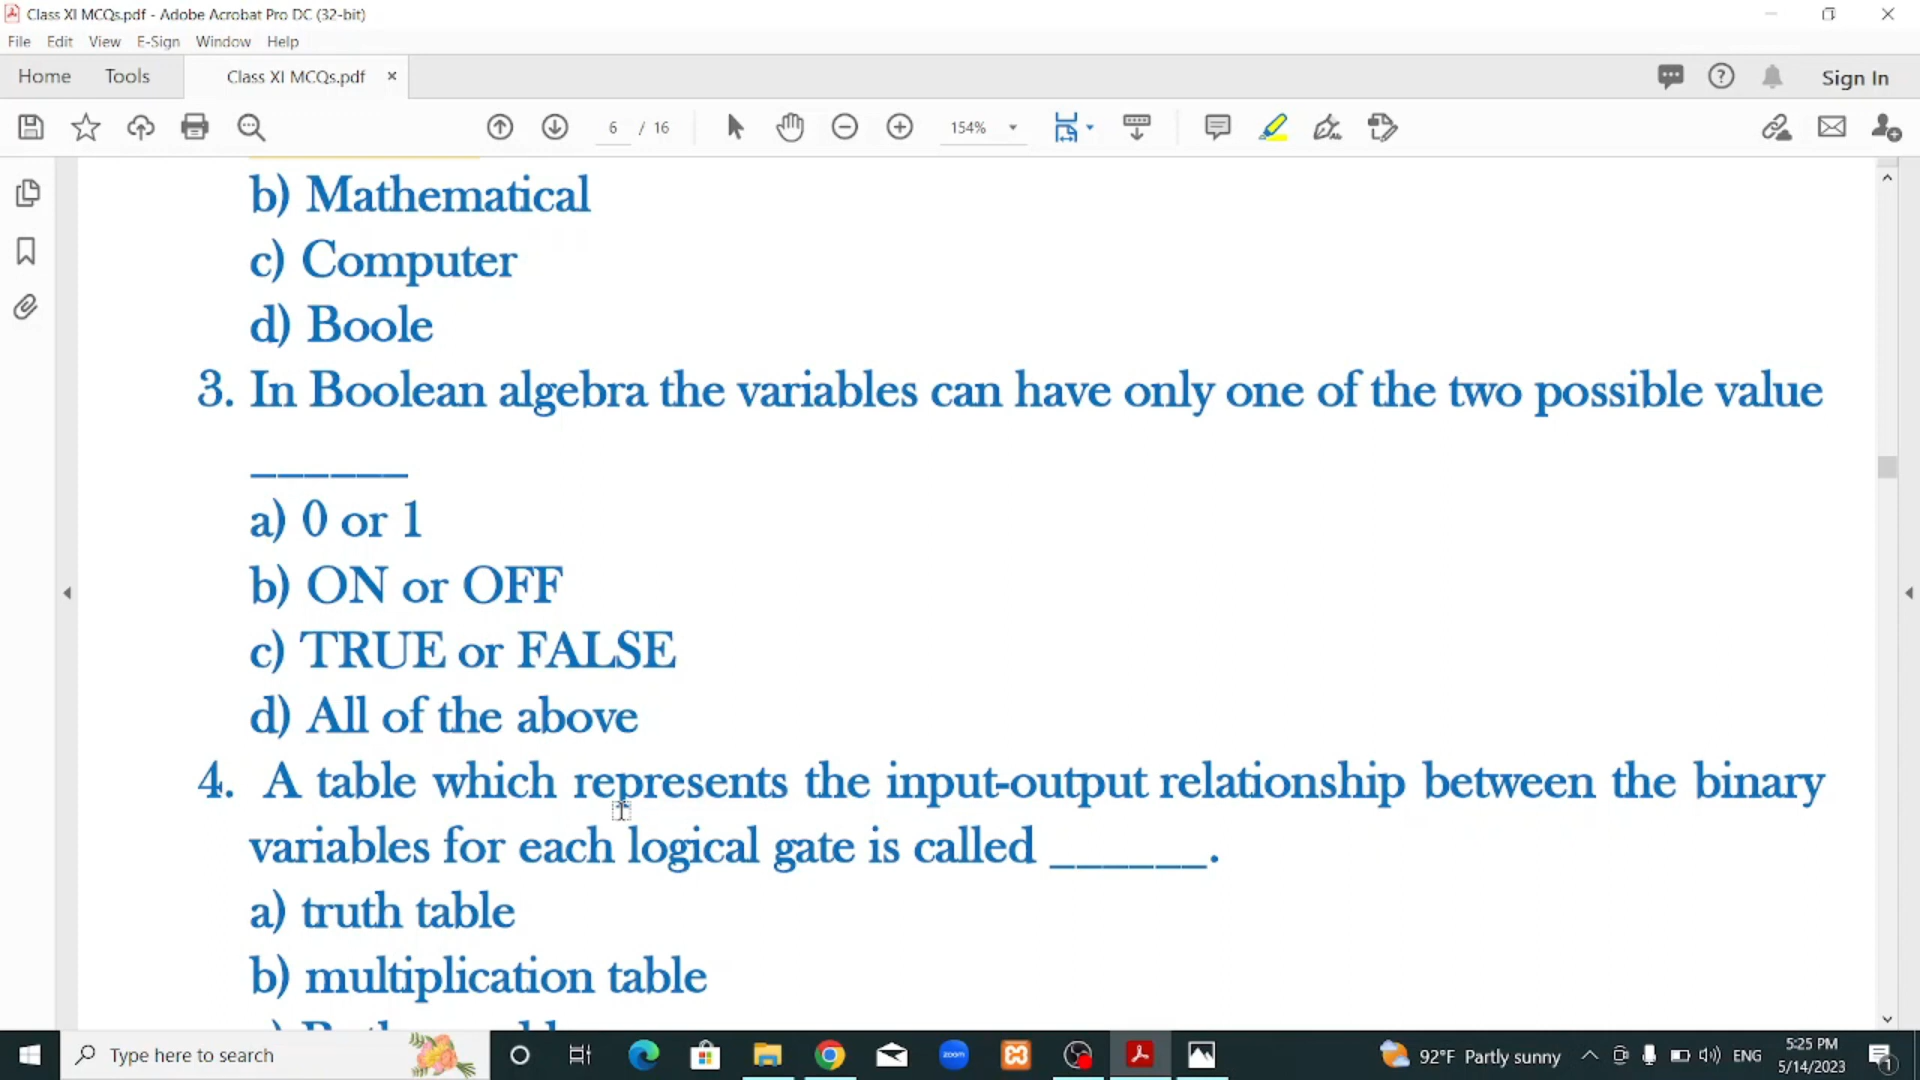 Class XI MCQs.pdf - Adobe Acrobat Pro DC (32-bit)
File Edit View E-Sign Window Help
Home Tools Class XI MCQs.pdf × Sign In
6 / 16 154%
b) Mathematical
c) Computer
d) Boole
3. In Boolean algebra the variables can have only one of the two possible value
______
a) 0 or 1
b) ON or OFF
c) TRUE or FALSE
d) All of the above
4. A table which represents the input-output relationship between the binary
variables for each logical gate is called ______.
a) truth table
b) multiplication table
Type here to search zoom 92°F Partly sunny ENG 5:25 PM
5/14/2023 1